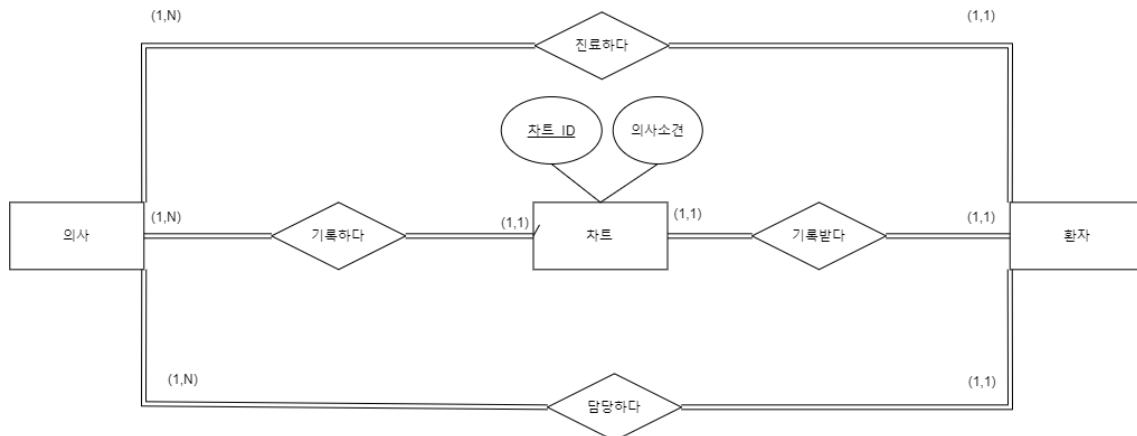 (1,N)
(1,1)
진료하다
차트 ID
의사소견
의사
(1,N)
기록하다
(1,1)
차트
(1,1)
기록받다
(1,1)
환자
(1,N)
담당하다
(1,1)